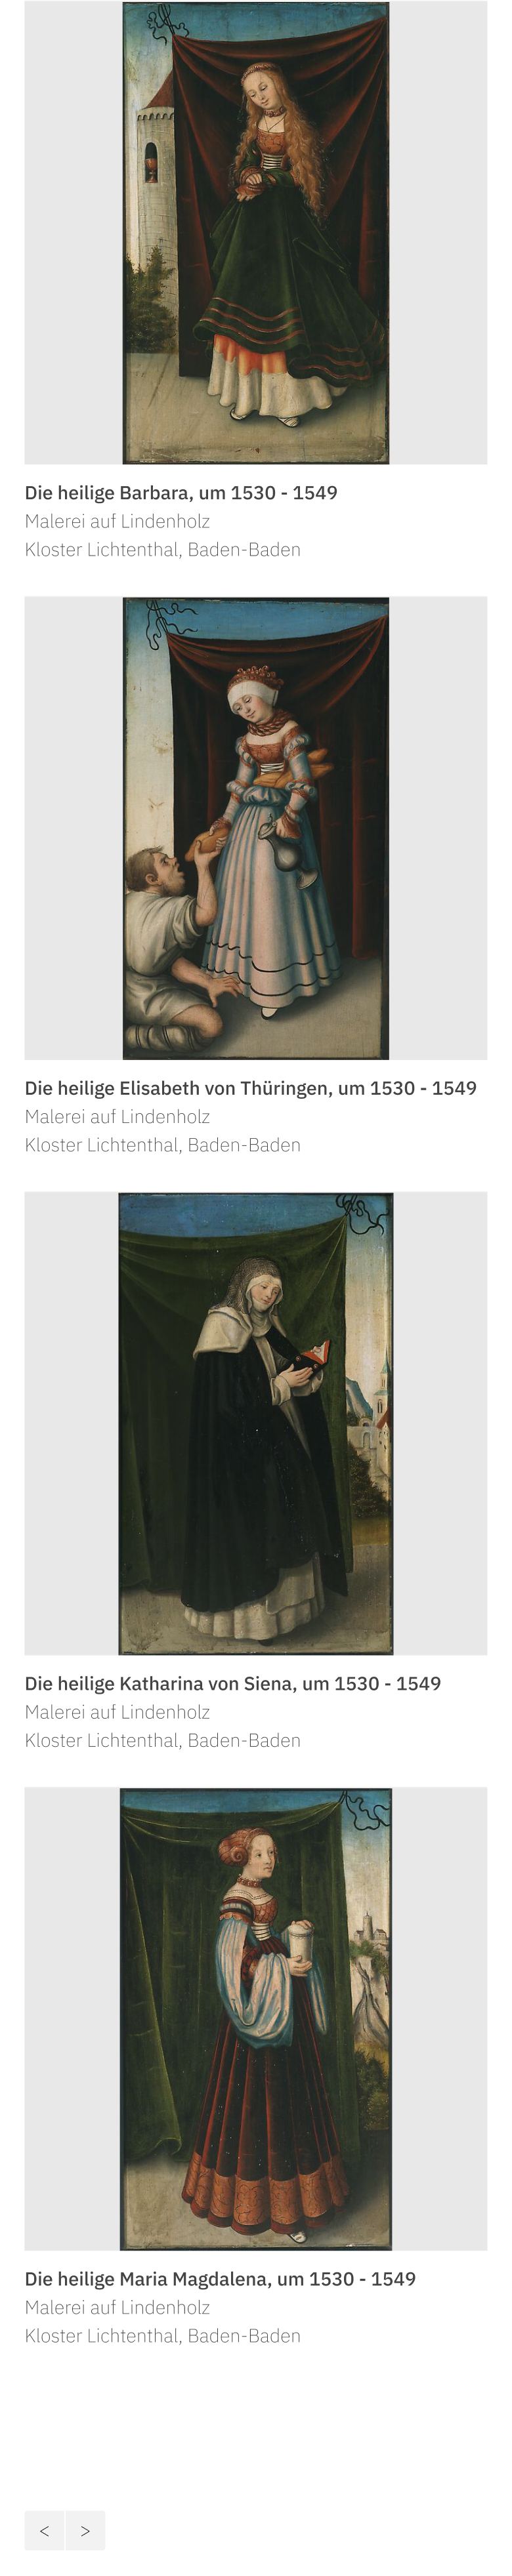 Die heilige Barbara, um 1530 - 1549
Malerei auf Lindenholz
Kloster Lichtenthal, Baden-Baden
Die heilige Elisabeth von Thüringen, um 1530 - 1549
Malerei auf Lindenholz
Kloster Lichtenthal, Baden-Baden
Die heilige Katharina von Siena, um 1530 - 1549
Malerei auf Lindenholz
Kloster Lichtenthal, Baden-Baden
Die heilige Maria Magdalena, um 1530 - 1549
Malerei auf Lindenholz
Kloster Lichtenthal, Baden-Baden
< >